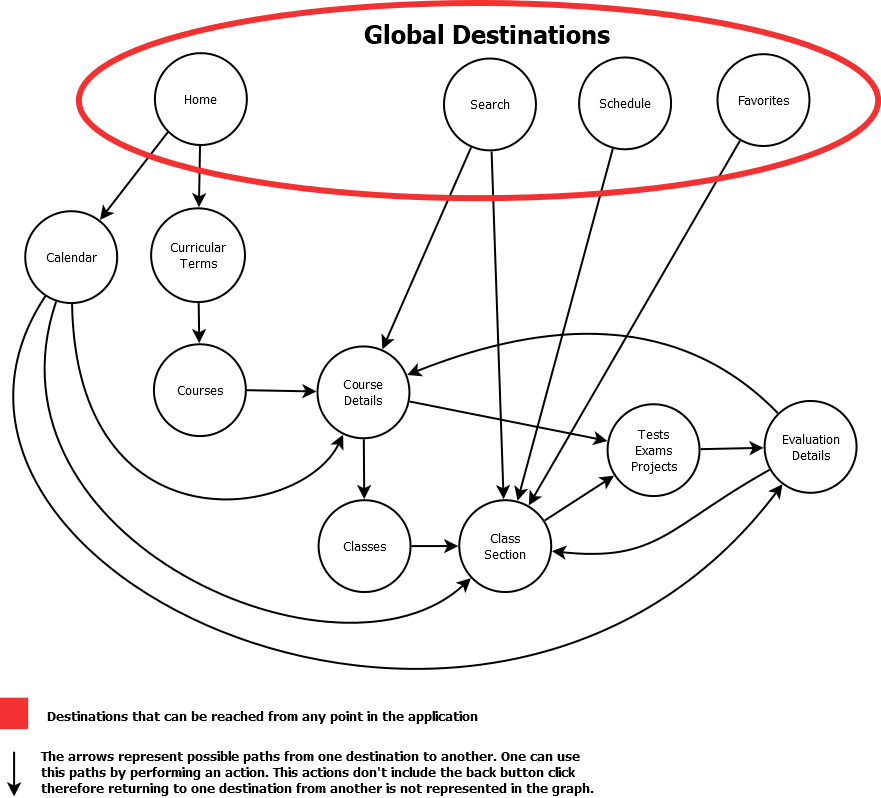 Global Destinations
Home
Search
Schedule
Favorites
Calendar
Curricular
Terms
Courses
Course
Details
Tests
Exams
Projects
Evaluation
Details
Classes
Class
Section
Destinations that can be reached from any point in the application
The arrows represent possible paths from one destination to another. One can use
this paths by performing an action. This actions don't include the back button click
therefore returning to one destination from another is not represented in the graph.